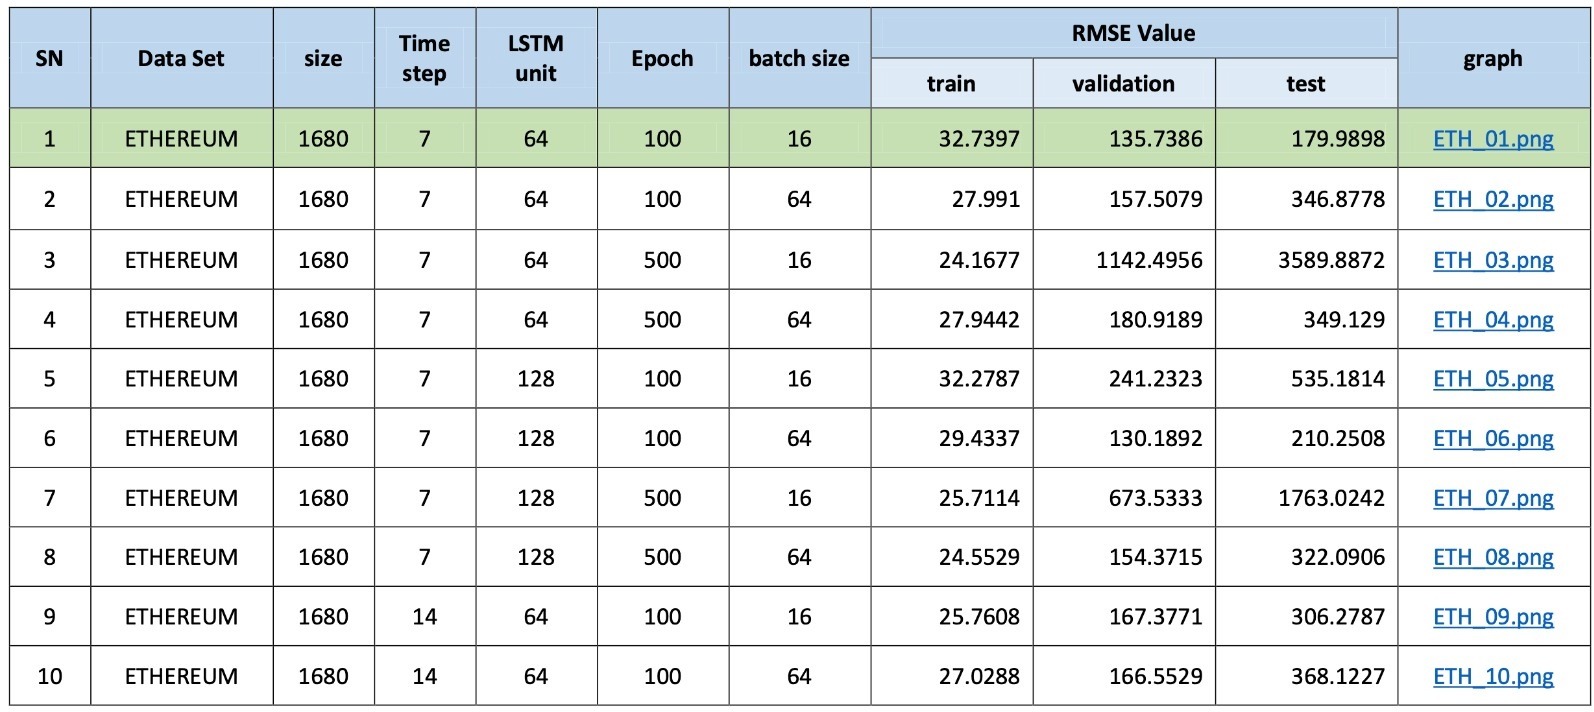 SN Data Set size Time step LSTM unit Epoch batch size RMSE Value graph
train validation test
1 ETHEREUM 1680 7 64 100 16 32.7397 135.7386 179.9898 ETH_01.png
2 ETHEREUM 1680 7 64 100 64 27.991 157.5079 346.8778 ETH_02.png
3 ETHEREUM 1680 7 64 500 16 24.1677 1142.4956 3589.8872 ETH_03.png
4 ETHEREUM 1680 7 64 500 64 27.9442 180.9189 349.129 ETH_04.png
5 ETHEREUM 1680 7 128 100 16 32.2787 241.2323 535.1814 ETH_05.png
6 ETHEREUM 1680 7 128 100 64 29.4337 130.1892 210.2508 ETH_06.png
7 ETHEREUM 1680 7 128 500 16 25.7114 673.5333 1763.0242 ETH_07.png
8 ETHEREUM 1680 7 128 500 64 24.5529 154.3715 322.0906 ETH_08.png
9 ETHEREUM 1680 14 64 100 16 25.7608 167.3771 306.2787 ETH_09.png
10 ETHEREUM 1680 14 64 100 64 27.0288 166.5529 368.1227 ETH_10.png